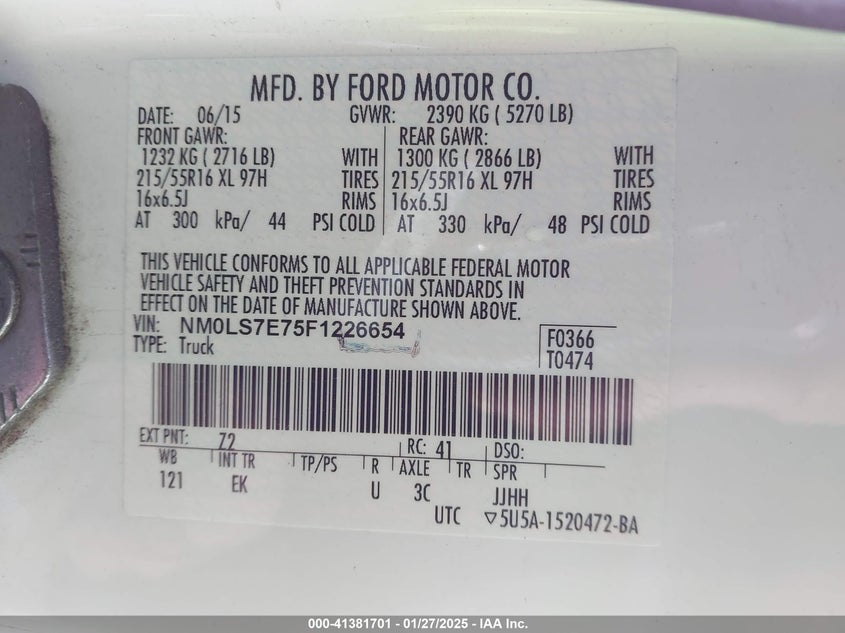 MFD. BY FORD MOTOR CO.
DATE: 06/15 GVWR: 2390 KG ( 5270 LB)
FRONT GAWR: REAR GAWR:
1232 KG ( 2716 LB) WITH 1300 KG ( 2866 LB) WITH
215/55R16 XL 97H TIRES 215/55R16 XL 97H TIRES
16x6.5J RIMS 16x6.5J RIMS
AT 300 kPa/ 44 PSI COLD AT 330 kPa/ 48 PSI COLD
THIS VEHICLE CONFORMS TO ALL APPLICABLE FEDERAL MOTOR
VEHICLE SAFETY AND THEFT PREVENTION STANDARDS IN
EFFECT ON THE DATE OF MANUFACTURE SHOWN ABOVE.
VIN: NM0LS7E75F1226654 F0366
TYPE: Truck T0474
EXT PNT: Z2 RC: 41 DSO:
WB INT TR TP/PS R AXLE TR SPR
121 EK U 3C JJHH
UTC ▽5U5A-1520472-BA
000-41381701 — 01/27/2025 — IAA Inc.